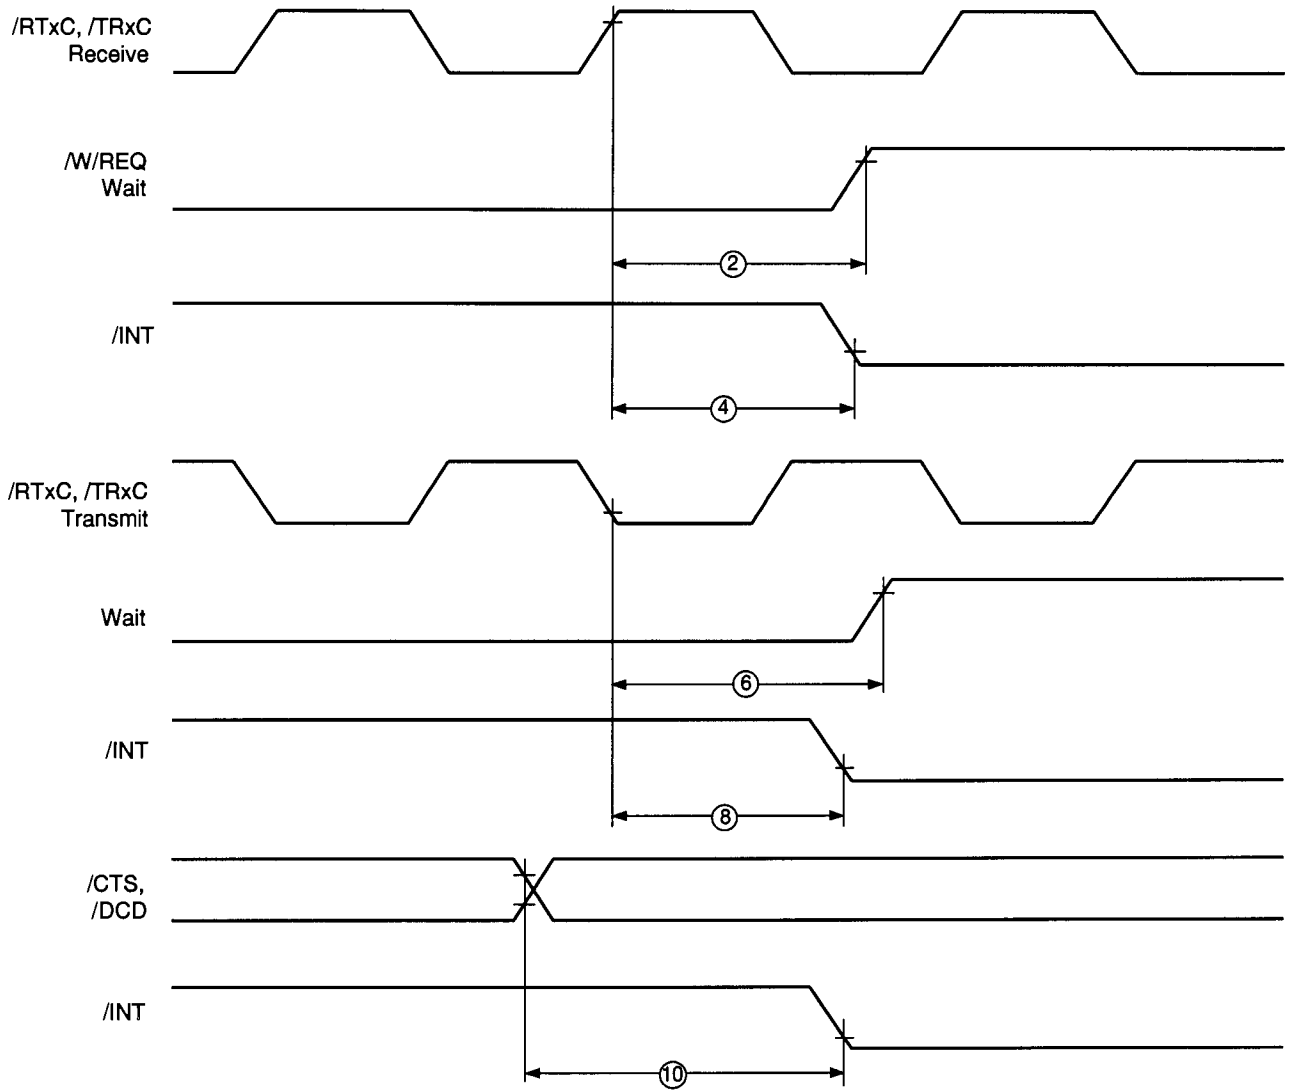 /RTxC, /TRxC
Receive
/W/REQ
Wait
2
/INT
4
/RTxC, /TRxC
Transmit
Wait
6
/INT
8
/CTS,
/DCD
/INT
10